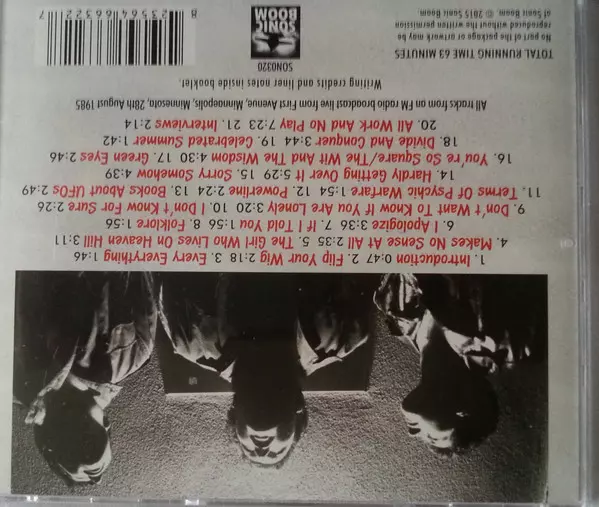 1. Introduction 0:47 2. Flip Your Wig 2:18 3. Every Everything 1:46
4. Makes No Sense At All 2:35 5. The Girl Who Lives On Heaven Hill 3:11
6. I Apologize 3:36 7. If I Told You 1:56 8. Folklore 1:56
9. Don't Want To Know If You Are Lonely 3:20 10. I Don't Know For Sure 2:26
11. Terms Of Psychic Warfare 1:54 12. Powerline 2:24 13. Books About UFOs 2:49
14. Hardly Getting Over It 5:29 15. Sorry Somehow 4:39
16. You're So Square/The Wit And The Wisdom 4:30 17. Green Eyes 2:46
18. Divide And Conquer 3:44 19. Celebrated Summer 1:42
20. All Work And No Play 7:23 21. Interviews 2:14
All tracks from an FM radio broadcast live from First Avenue, Minneapolis, Minnesota, 28th August 1985
Writing credits and liner notes inside booklet.
TOTAL RUNNING TIME 63 MINUTES
No part of the package or artwork may be
reproduced without the written permission
of Sonic Boom. © 2015 Sonic Boom
SON0320
SONIC
BOOM
8 23564 66322 7